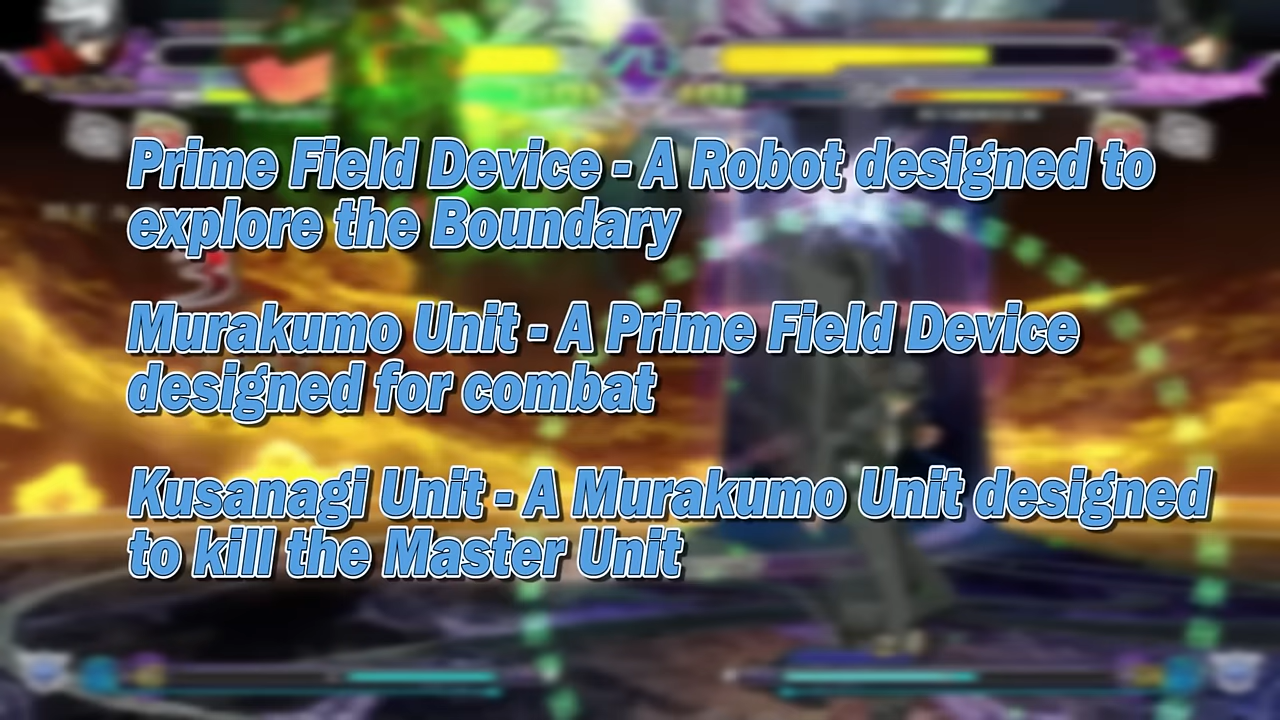 Prime Field Device - A Robot designed to
explore the Boundary
Murakumo Unit - A Prime Field Device
designed for combat
Kusanagi Unit - A Murakumo Unit designed
to kill the Master Unit